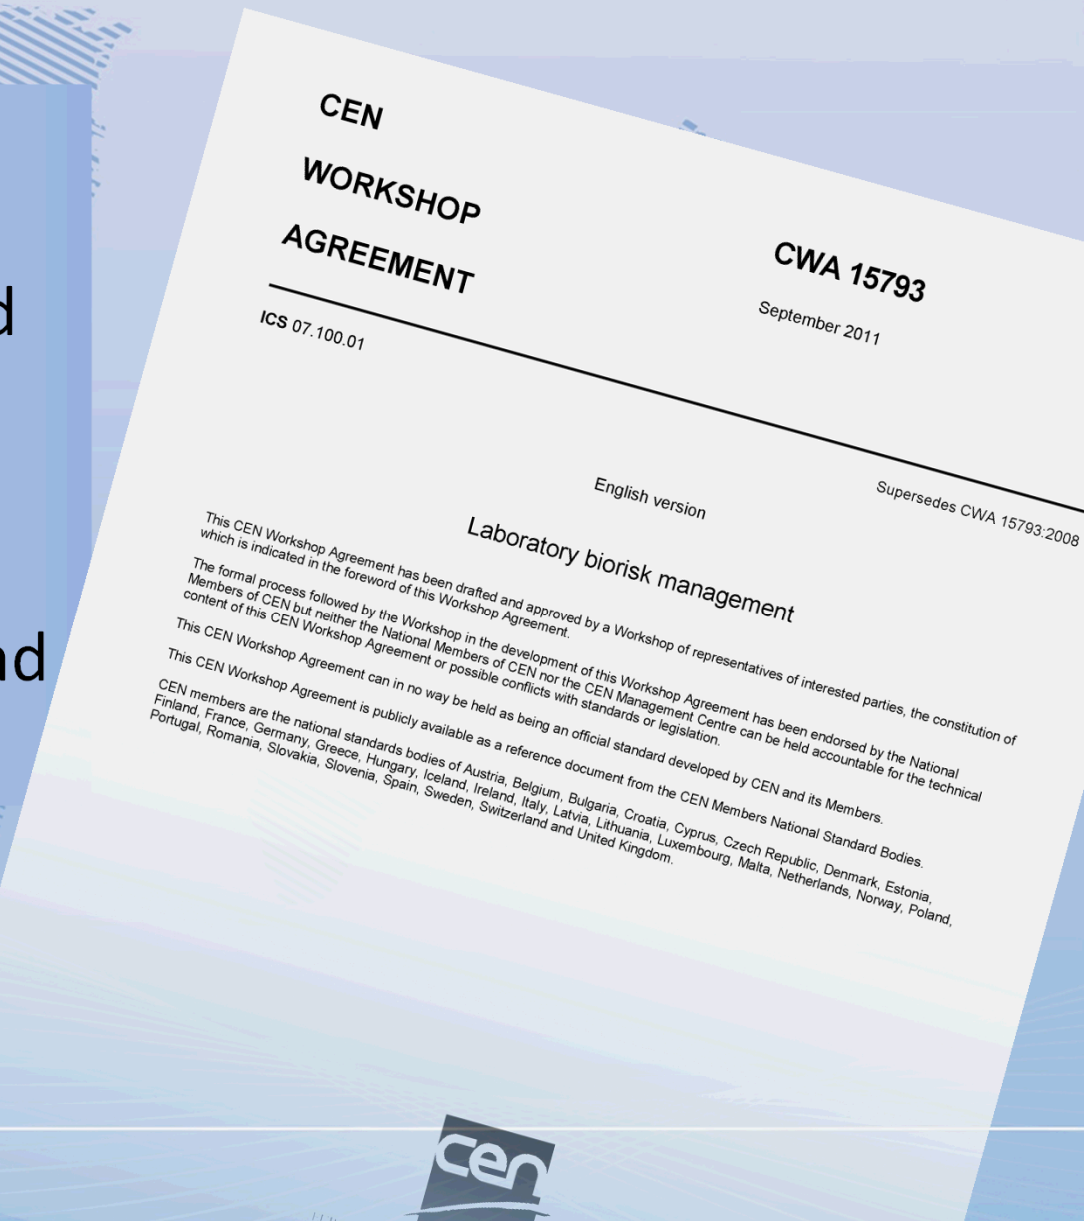 d
nd
CEN
WORKSHOP
AGREEMENT
CWA 15793
September 2011
ICS 07.100.01
Supersedes CWA 15793:2008
English version
Laboratory biorisk management
This CEN Workshop Agreement has been drafted and approved by a Workshop of representatives of interested parties, the constitution of
which is indicated in the foreword of this Workshop Agreement.
The formal process followed by the Workshop in the development of this Workshop Agreement has been endorsed by the National
Members of CEN but neither the National Members of CEN nor the CEN Management Centre can be held accountable for the technical
content of this CEN Workshop Agreement or possible conflicts with standards or legislation.
This CEN Workshop Agreement can in no way be held as being an official standard developed by CEN and its Members.
This CEN Workshop Agreement is publicly available as a reference document from the CEN Members National Standard Bodies.
CEN members are the national standards bodies of Austria, Belgium, Bulgaria, Croatia, Cyprus, Czech Republic, Denmark, Estonia,
Finland, France, Germany, Greece, Hungary, Iceland, Ireland, Italy, Latvia, Lithuania, Luxembourg, Malta, Netherlands, Norway, Poland,
Portugal, Romania, Slovakia, Slovenia, Spain, Sweden, Switzerland and United Kingdom.
cen